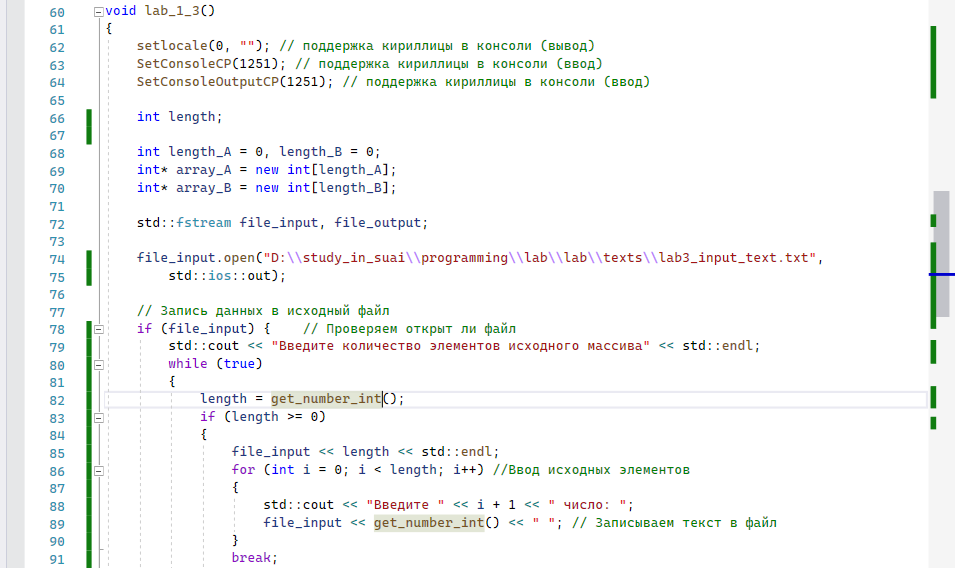 60 void lab_1_3()
61 {
62 setlocale(0, ""); // поддержка кириллицы в консоли (вывод)
63 SetConsoleCP(1251); // поддержка кириллицы в консоли (ввод)
64 SetConsoleOutputCP(1251); // поддержка кириллицы в консоли (ввод)
65
66 int length;
67
68 int length_A = 0, length_B = 0;
69 int* array_A = new int[length_A];
70 int* array_B = new int[length_B];
71
72 std::fstream file_input, file_output;
73
74 file_input.open("D:\\study_in_suai\\programming\\lab\\lab\\texts\\lab3_input_text.txt",
75 std::ios::out);
76
77 // Запись данных в исходный файл
78 if (file_input) { // Проверяем открыт ли файл
79 std::cout << "Введите количество элементов исходного массива" << std::endl;
80 while (true)
81 {
82 length = get_number_int();
83 if (length >= 0)
84 {
85 file_input << length << std::endl;
86 for (int i = 0; i < length; i++) //Ввод исходных элементов
87 {
88 std::cout << "Введите " << i + 1 << " число: ";
89 file_input << get_number_int() << " "; // Записываем текст в файл
90 }
91 break;